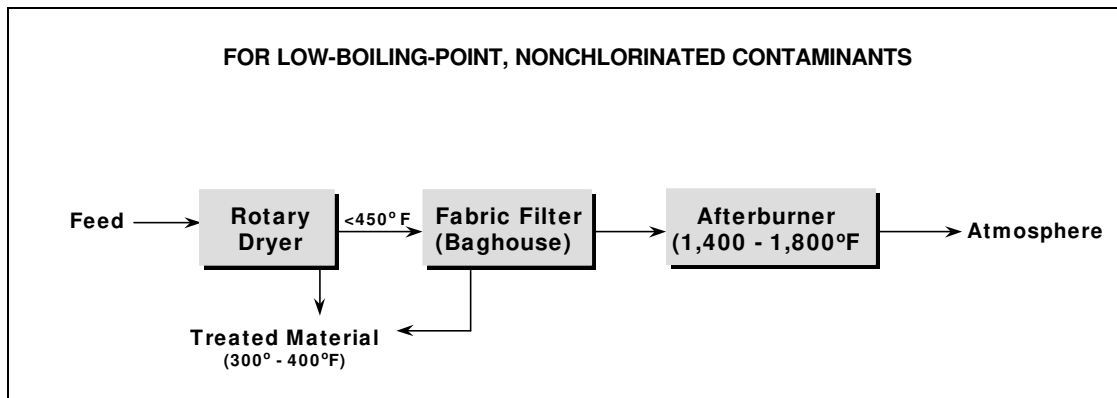 FOR LOW-BOILING-POINT, NONCHLORINATED CONTAMINANTS
Feed
Rotary
Dryer
<450° F
Fabric Filter
(Baghouse)
Afterburner
(1,400 - 1,800°F
Atmosphere
Treated Material
(300° - 400°F)